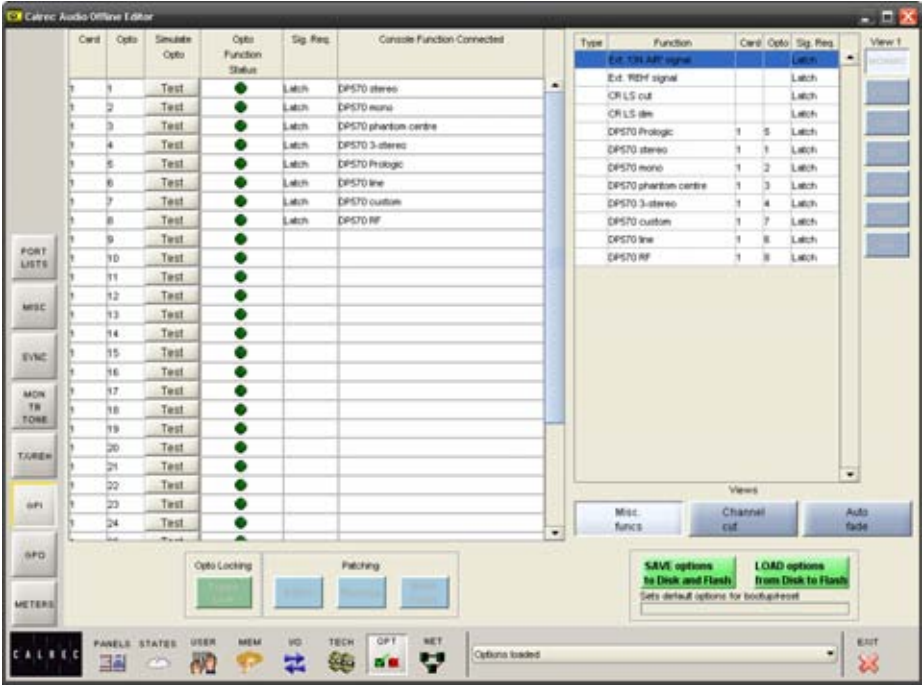 Calrec Audio Offline Editor
Card Opto Simulate Opto Opto Function Status Sig. Req. Console Function Connected
1 1 Test Latch DP570 stereo
1 2 Test Latch DP570 mono
1 3 Test Latch DP570 phantom centre
1 4 Test Latch DP570 3-stereo
1 5 Test Latch DP570 Prologic
1 6 Test Latch DP570 line
1 7 Test Latch DP570 custom
1 8 Test Latch DP570 RF
1 9 Test
1 10 Test
1 11 Test
1 12 Test
1 13 Test
1 14 Test
1 15 Test
1 16 Test
1 17 Test
1 18 Test
1 19 Test
1 20 Test
1 21 Test
1 22 Test
1 23 Test
1 24 Test
Type Function Card Opto Sig. Req.
Ext. 'ON AIR' signal Latch
Ext. 'REH' signal Latch
CR LS cut Latch
CR LS dim Latch
DP570 Prologic 1 5 Latch
DP570 stereo 1 1 Latch
DP570 mono 1 2 Latch
DP570 phantom centre 1 3 Latch
DP570 3-stereo 1 4 Latch
DP570 custom 1 7 Latch
DP570 line 1 6 Latch
DP570 RF 1 8 Latch
View 1
PORT LISTS
MISC
SYNC
MON TB TONE
TX/REH
GPI
GPO
METERS
Views
Misc. funcs
Channel cut
Auto fade
Opto Locking
Patching
SAVE options to Disk and Flash
LOAD options from Disk to Flash
Sets default options for bootup/reset
CALREC
PANELS STATES USER MEM I/O TECH OPT NET
Options loaded
EXIT